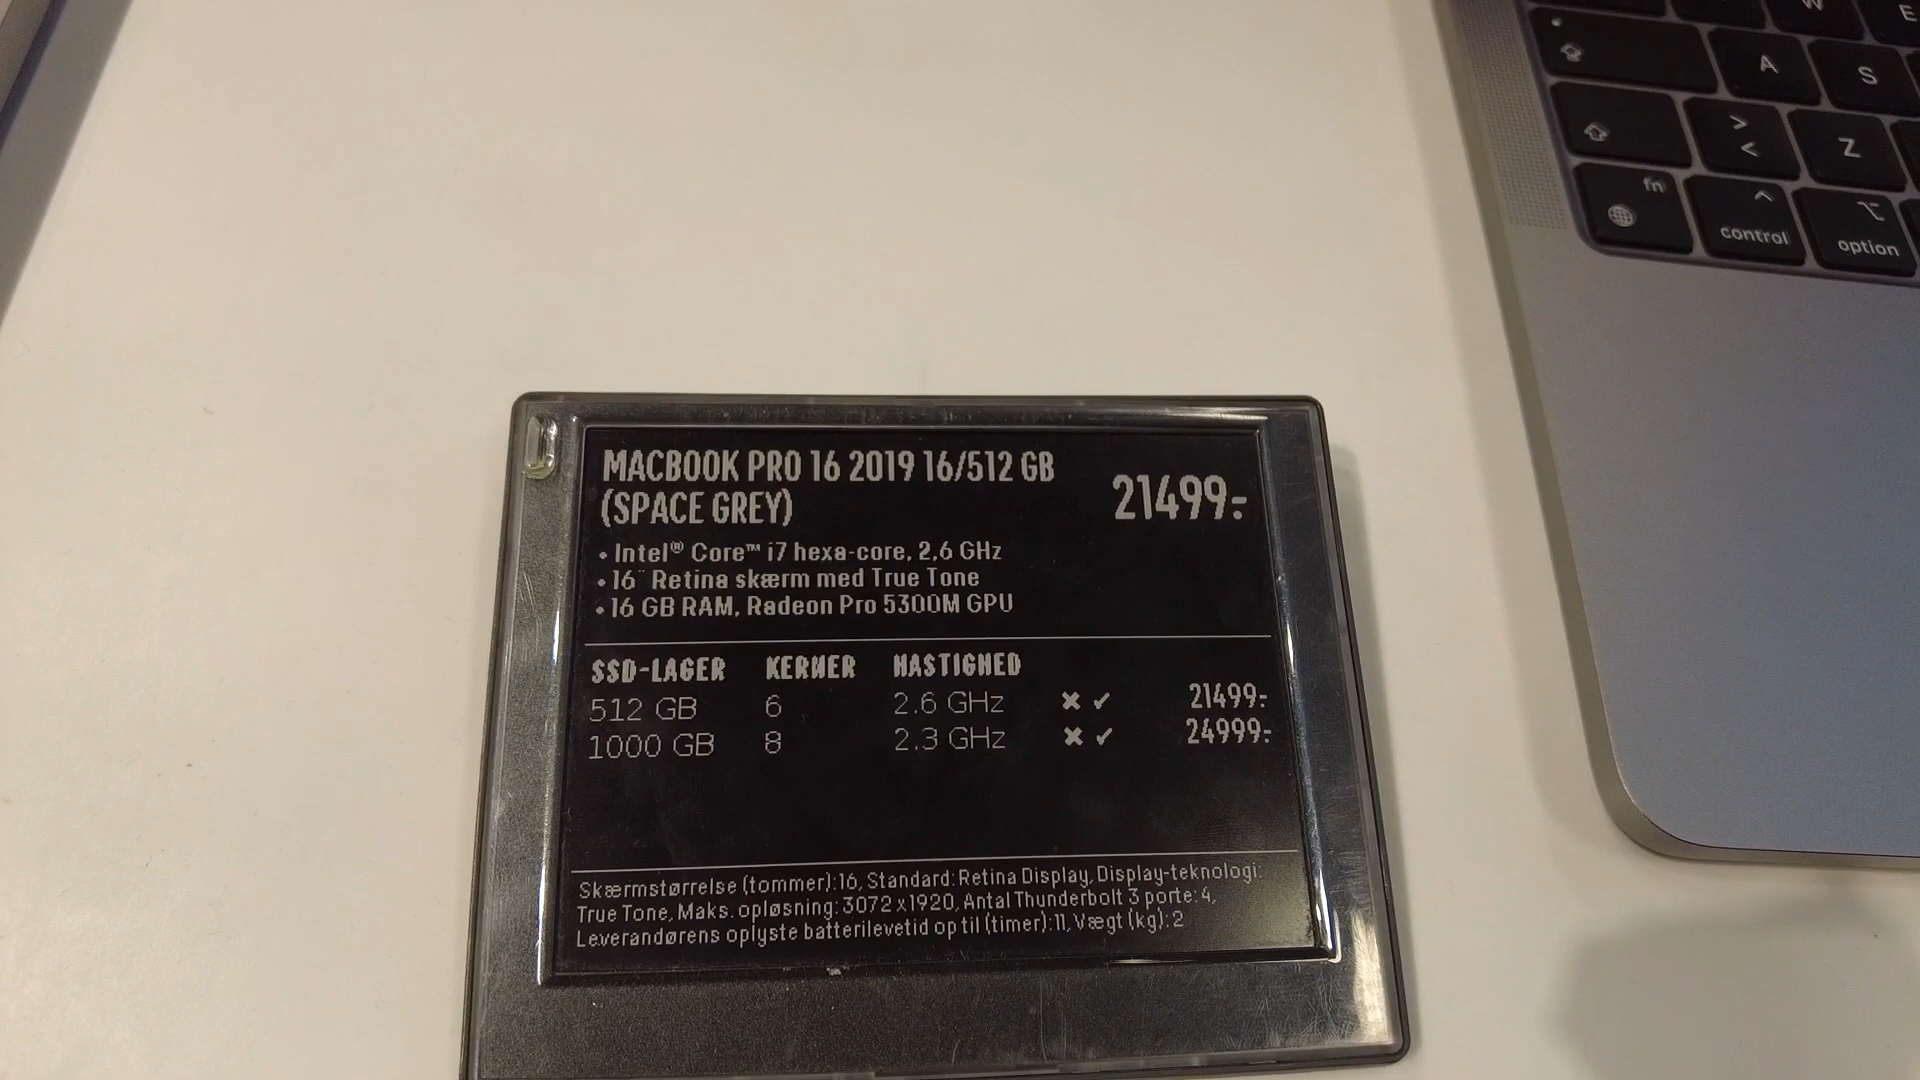 W
E
A
S
>
<
Z
fn
^
control
⌥
option
MACBOOK PRO 16 2019 16/512 GB
(SPACE GREY)
21499:-
• Intel® Core™ i7 hexa-core, 2,6 GHz
• 16¨ Retina skærm med True Tone
• 16 GB RAM, Radeon Pro 5300M GPU
SSD-LAGER KERNER HASTIGHED
512 GB 6 2.6 GHz ✖ ✔ 21499:-
1000 GB 8 2.3 GHz ✖ ✔ 24999:-
Skærmstørrelse (tommer):16, Standard: Retina Display, Display-teknologi:
True Tone, Maks. opløsning: 3072 x1920, Antal Thunderbolt 3 porte: 4,
Leverandørens oplyste batterilevetid op til (timer): 11, Vægt (kg): 2